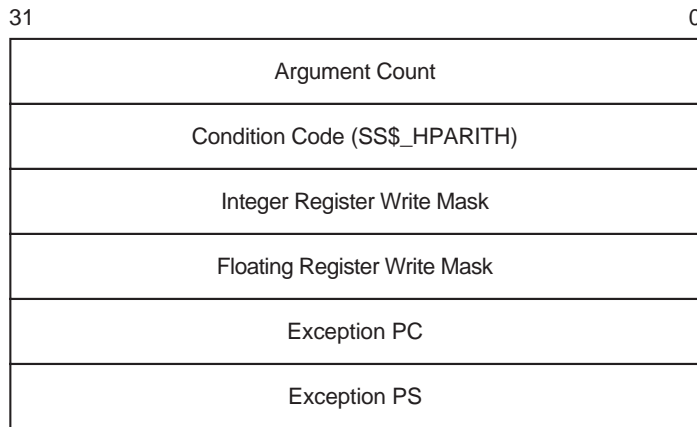 31 0
Argument Count
Condition Code (SS$_HPARITH)
Integer Register Write Mask
Floating Register Write Mask
Exception PC
Exception PS